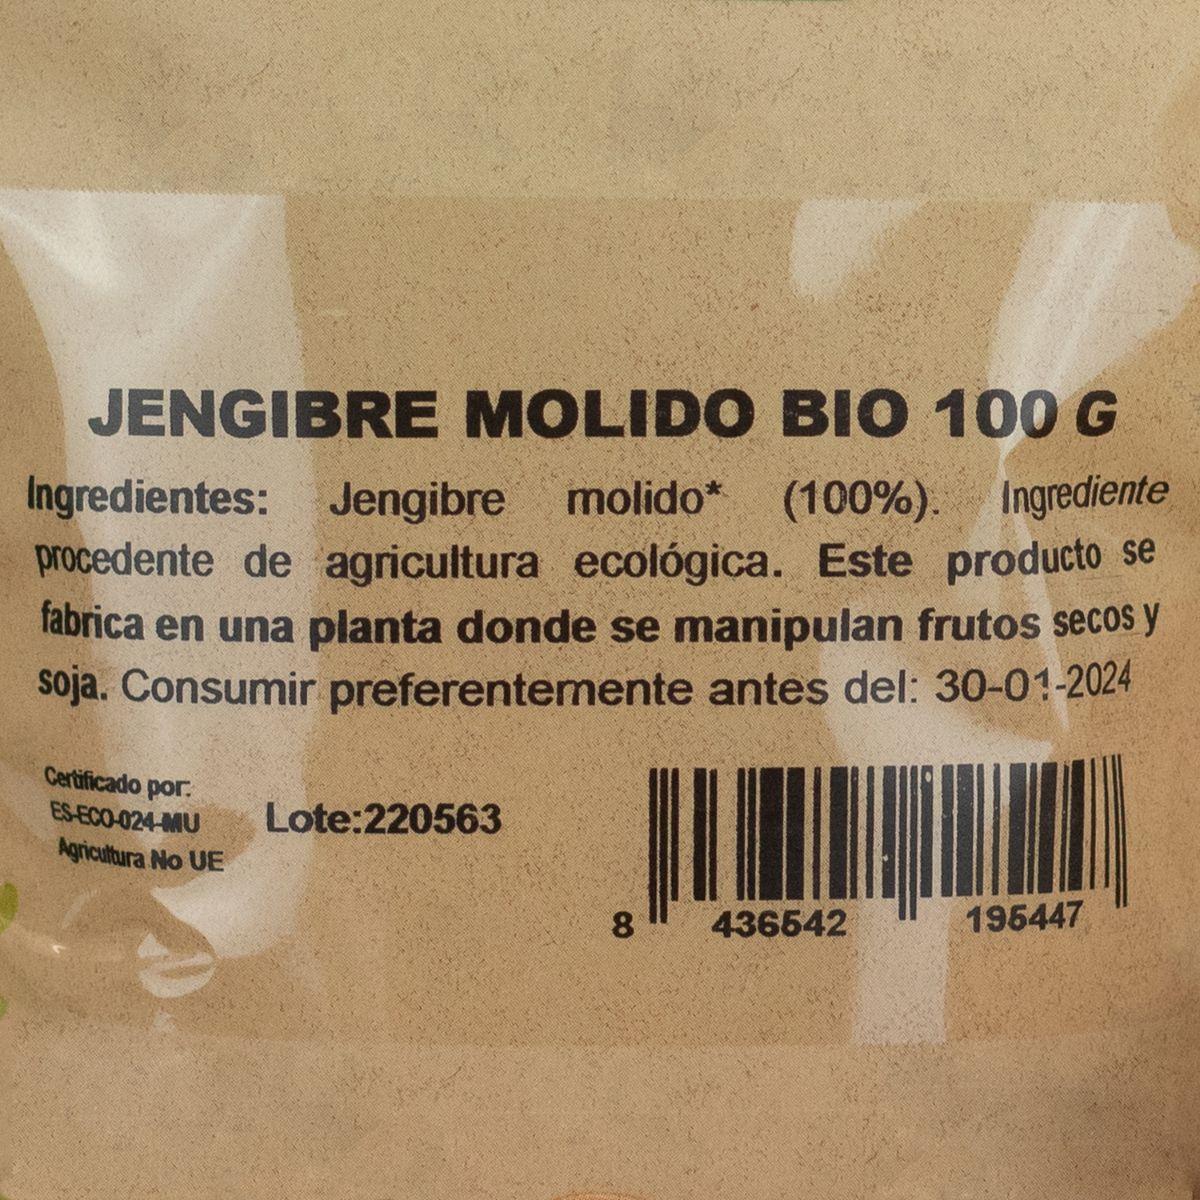 JENGIBRE MOLIDO BIO 100 G
Ingredientes: Jengibre molido* (100%). Ingrediente
procedente de agricultura ecológica. Este producto se
fabrica en una planta donde se manipulan frutos secos y
soja. Consumir preferentemente antes del: 30-01-2024
Certificado por:
ES-ECO-024-MU
Agricultura No UE
Lote:220563
8 436542 195447